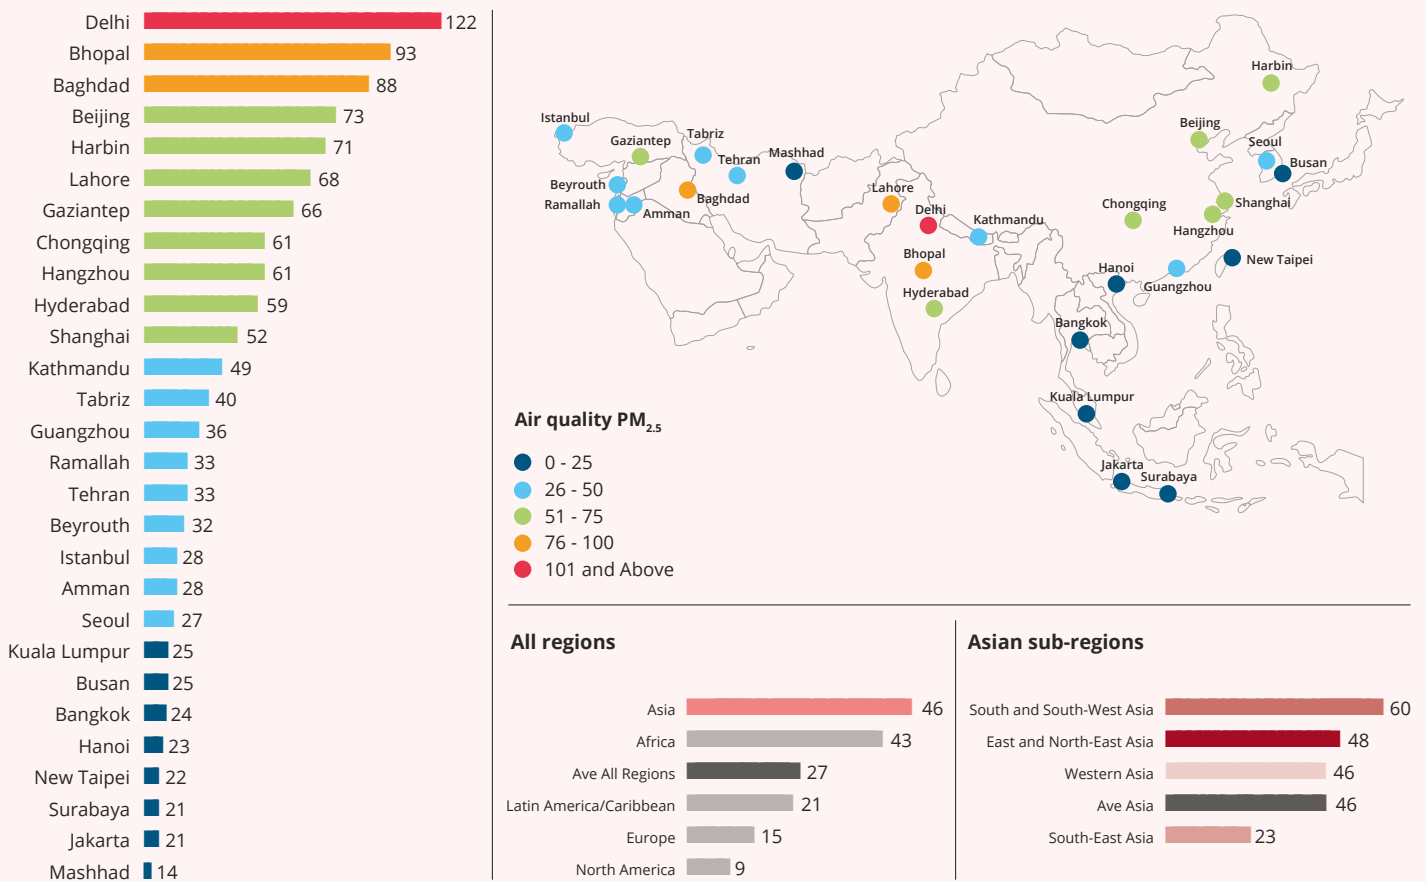 Delhi 122
Bhopal 93
Baghdad 88
Beijing 73
Harbin 71
Lahore 68
Gaziantep 66
Chongqing 61
Hangzhou 61
Hyderabad 59
Shanghai 52
Kathmandu 49
Tabriz 40
Guangzhou 36
Ramallah 33
Tehran 33
Beyrouth 32
Istanbul 28
Amman 28
Seoul 27
Kuala Lumpur 25
Busan 25
Bangkok 24
Hanoi 23
New Taipei 22
Surabaya 21
Jakarta 21
Mashhad 14
Harbin
Istanbul
Beijing
Tabriz
Gaziantep
Seoul
Mashhad
Tehran
Busan
Beyrouth
Lahore
Baghdad
Ramallah
Amman
Delhi
Chongqing
Shanghai
Kathmandu
Hangzhou
Bhopal
New Taipei
Hanoi
Guangzhou
Hyderabad
Bangkok
Kuala Lumpur
Jakarta
Surabaya
Air quality PM2.5
0 - 25
26 - 50
51 - 75
76 - 100
101 and Above
All regions
Asia 46
Africa 43
Ave All Regions 27
Latin America/Caribbean 21
Europe 15
North America 9
Asian sub-regions
South and South-West Asia 60
East and North-East Asia 48
Western Asia 46
Ave Asia 46
South-East Asia 23